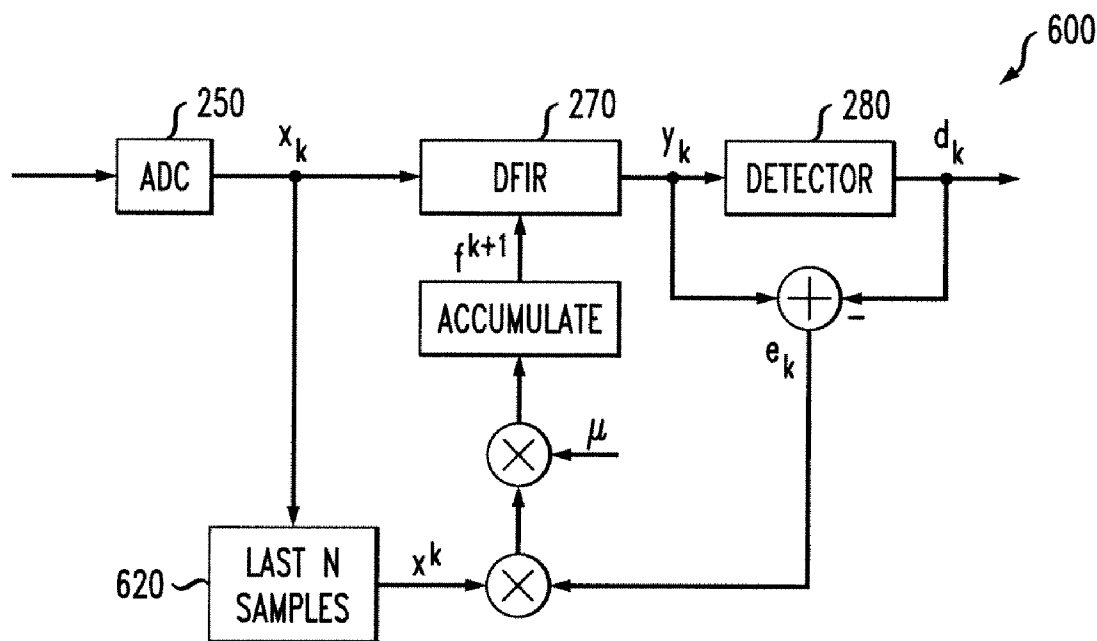 600
250
270
280
x_k
y_k
d_k
ADC
DFIR
DETECTOR
f^{k+1}
ACCUMULATE
+
-
e_k
μ
×
620
LAST N
SAMPLES
x^k
×